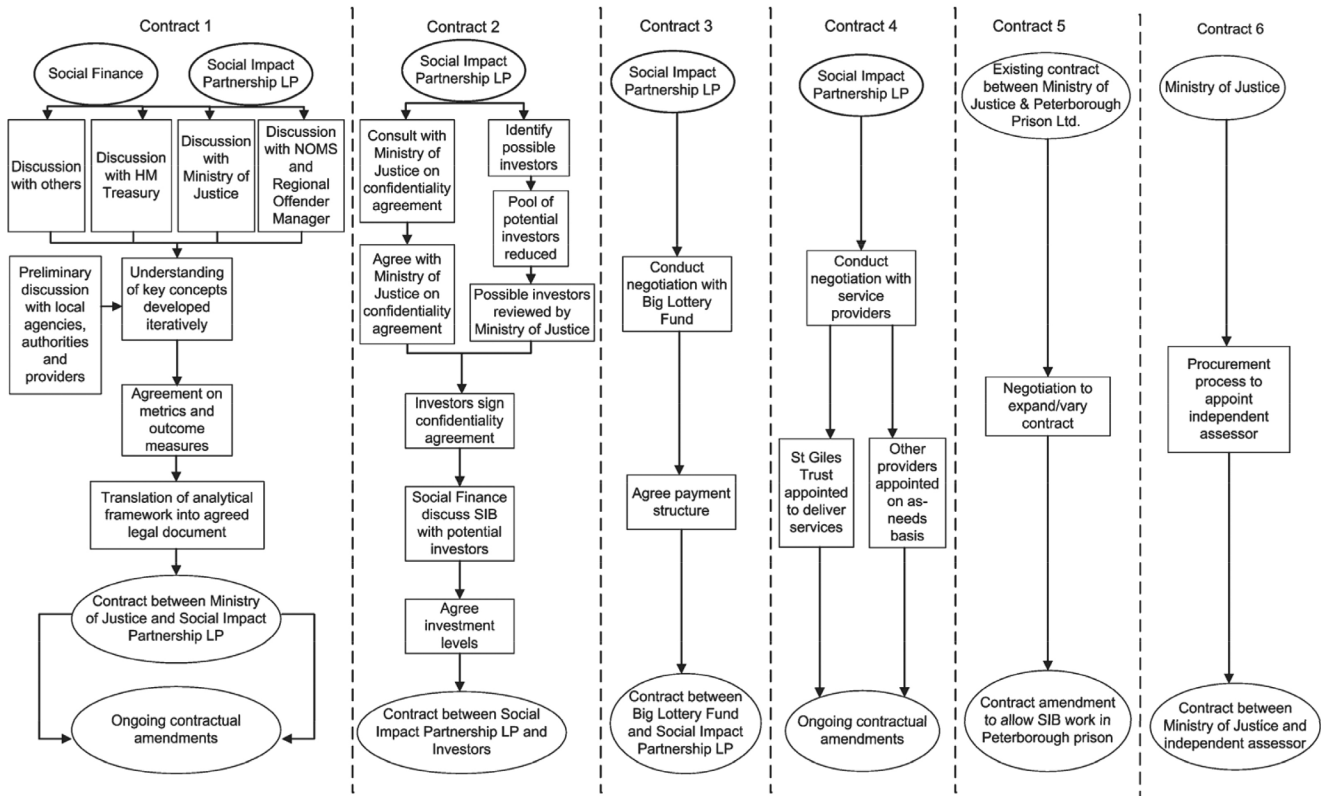 Contract 1
Social Finance
Social Impact
Partnership LP
Discussion
with others
Discussion
with HM
Treasury
Discussion
with
Ministry of
Justice
Discussion
with NOMS
and
Regional
Offender
Manager
Preliminary
discussion
with local
agencies,
authorities
and
providers
Understanding
of key concepts
developed
iteratively
Agreement on
metrics and
outcome
measures
Translation of analytical
framework into agreed
legal document
Contract between Ministry
of Justice and Social Impact
Partnership LP
Ongoing contractual
amendments
Contract 2
Social Impact
Partnership LP
Consult with
Ministry of
Justice on
confidentiality
agreement
Identify
possible
investors
Pool of
potential
investors
reduced
Agree with
Ministry of
Justice on
confidentiality
agreement
Possible investors
reviewed by
Ministry of Justice
Investors sign
confidentiality
agreement
Social Finance
discuss SIB
with potential
investors
Agree
investment
levels
Contract between Social
Impact Partnership LP and
Investors
Contract 3
Social Impact
Partnership LP
Conduct
negotiation with
Big Lottery
Fund
Agree payment
structure
Contract between
Big Lottery Fund
and Social Impact
Partnership LP
Contract 4
Social Impact
Partnership LP
Conduct
negotiation with
service
providers
St Giles
Trust
appointed
to deliver
services
Other
providers
appointed
on as-
needs
basis
Ongoing contractual
amendments
Contract 5
Existing contract
between Ministry of
Justice & Peterborough
Prison Ltd.
Negotiation to
expand/vary
contract
Contract amendment
to allow SIB work in
Peterborough prison
Contract 6
Ministry of Justice
Procurement
process to
appoint
independent
assessor
Contract between
Ministry of Justice and
independent assessor